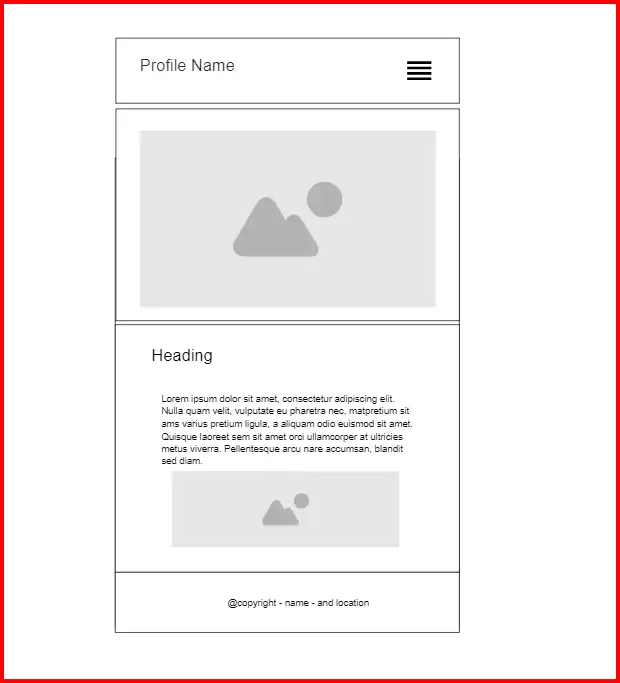 Profile Name
Heading
Lorem ipsum dolor sit amet, consectetur adipiscing elit.
Nulla quam velit, vulputate eu pharetra nec, matpretium sit
ams varius pretium ligula, a aliquam odio euismod sit amet.
Quisque laoreet sem sit amet orci ullamcorper at ultricies
metus viverra. Pellentesque arcu nare accumsan, blandit
sed diam.
@copyright - name - and location